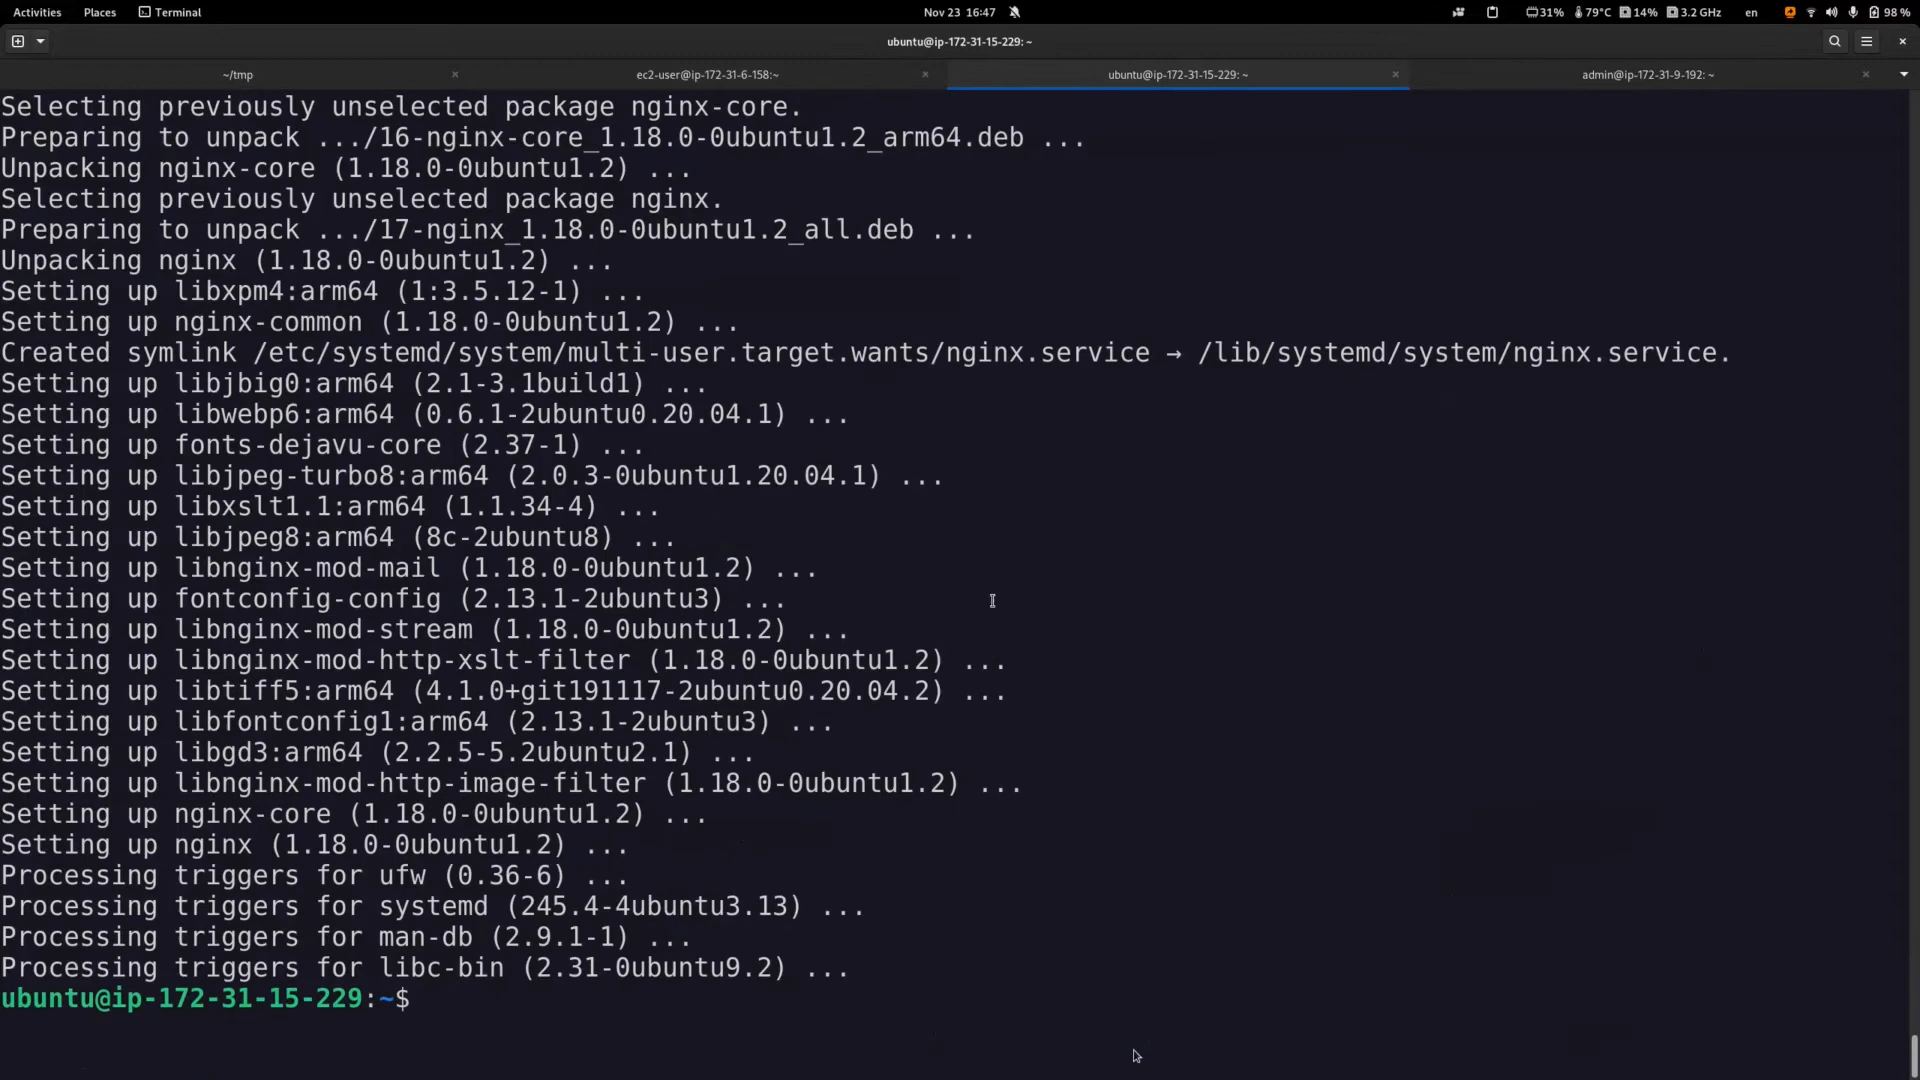 Activities Places Terminal Nov 23 16:47 31% 79°C 14% 3.2 GHz en 98 %
ubuntu@ip-172-31-15-229: ~
~/tmp ec2-user@ip-172-31-6-158:~ ubuntu@ip-172-31-15-229: ~ admin@ip-172-31-9-192: ~
Selecting previously unselected package nginx-core.
Preparing to unpack .../16-nginx-core_1.18.0-0ubuntu1.2_arm64.deb ...
Unpacking nginx-core (1.18.0-0ubuntu1.2) ...
Selecting previously unselected package nginx.
Preparing to unpack .../17-nginx_1.18.0-0ubuntu1.2_all.deb ...
Unpacking nginx (1.18.0-0ubuntu1.2) ...
Setting up libxpm4:arm64 (1:3.5.12-1) ...
Setting up nginx-common (1.18.0-0ubuntu1.2) ...
Created symlink /etc/systemd/system/multi-user.target.wants/nginx.service → /lib/systemd/system/nginx.service.
Setting up libjbig0:arm64 (2.1-3.1build1) ...
Setting up libwebp6:arm64 (0.6.1-2ubuntu0.20.04.1) ...
Setting up fonts-dejavu-core (2.37-1) ...
Setting up libjpeg-turbo8:arm64 (2.0.3-0ubuntu1.20.04.1) ...
Setting up libxslt1.1:arm64 (1.1.34-4) ...
Setting up libjpeg8:arm64 (8c-2ubuntu8) ...
Setting up libnginx-mod-mail (1.18.0-0ubuntu1.2) ...
Setting up fontconfig-config (2.13.1-2ubuntu3) ...
Setting up libnginx-mod-stream (1.18.0-0ubuntu1.2) ...
Setting up libnginx-mod-http-xslt-filter (1.18.0-0ubuntu1.2) ...
Setting up libtiff5:arm64 (4.1.0+git191117-2ubuntu0.20.04.2) ...
Setting up libfontconfig1:arm64 (2.13.1-2ubuntu3) ...
Setting up libgd3:arm64 (2.2.5-5.2ubuntu2.1) ...
Setting up libnginx-mod-http-image-filter (1.18.0-0ubuntu1.2) ...
Setting up nginx-core (1.18.0-0ubuntu1.2) ...
Setting up nginx (1.18.0-0ubuntu1.2) ...
Processing triggers for ufw (0.36-6) ...
Processing triggers for systemd (245.4-4ubuntu3.13) ...
Processing triggers for man-db (2.9.1-1) ...
Processing triggers for libc-bin (2.31-0ubuntu9.2) ...
ubuntu@ip-172-31-15-229:~$